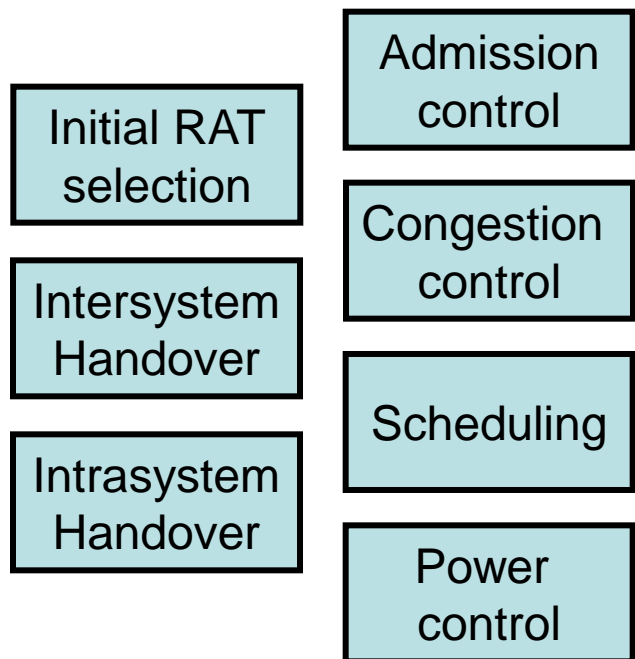 Initial RAT
selection
Intersystem
Handover
Intrasystem
Handover
Admission
control
Congestion
control
Scheduling
Power
control